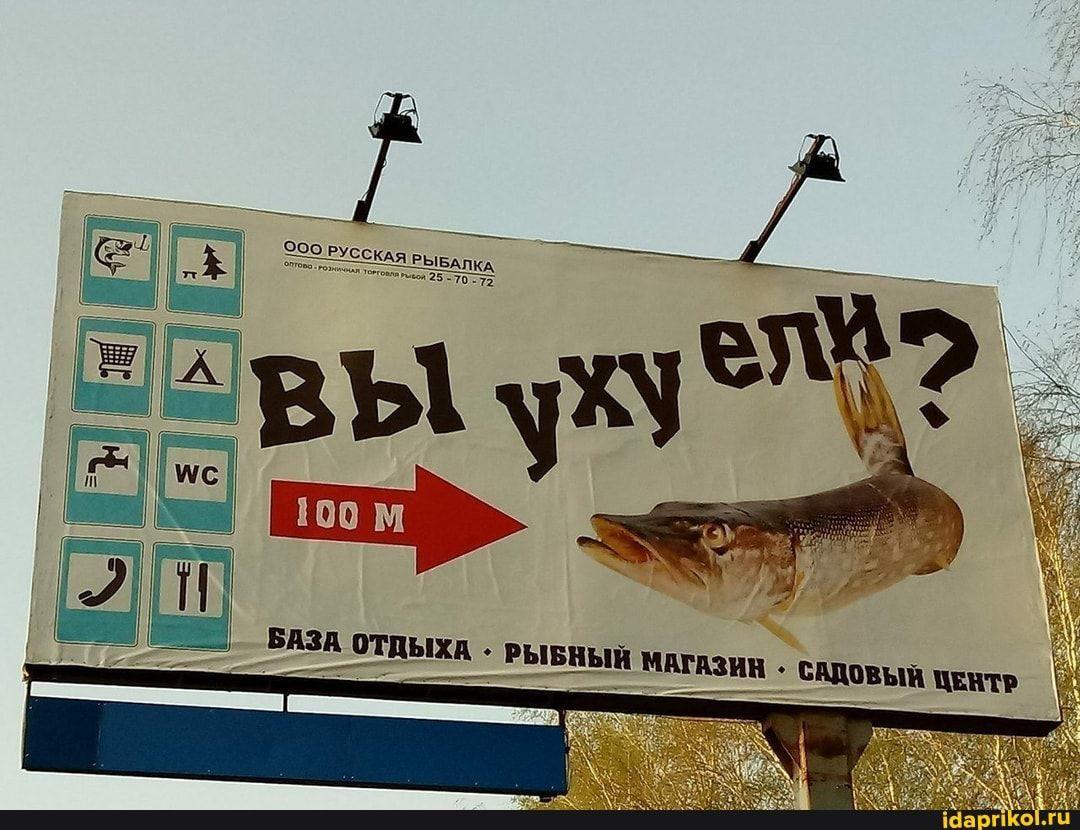 ООО РУССКАЯ РЫБАЛКА
ОПТОВО - РОЗНИЧНАЯ ТОРГОВЛЯ РЫБОЙ 25 - 70 - 72
ВЫ уху ели?
100 М
WC
БАЗА ОТДЫХА · РЫБНЫЙ МАГАЗИН · САДОВЫЙ ЦЕНТР
idaprikol.ru